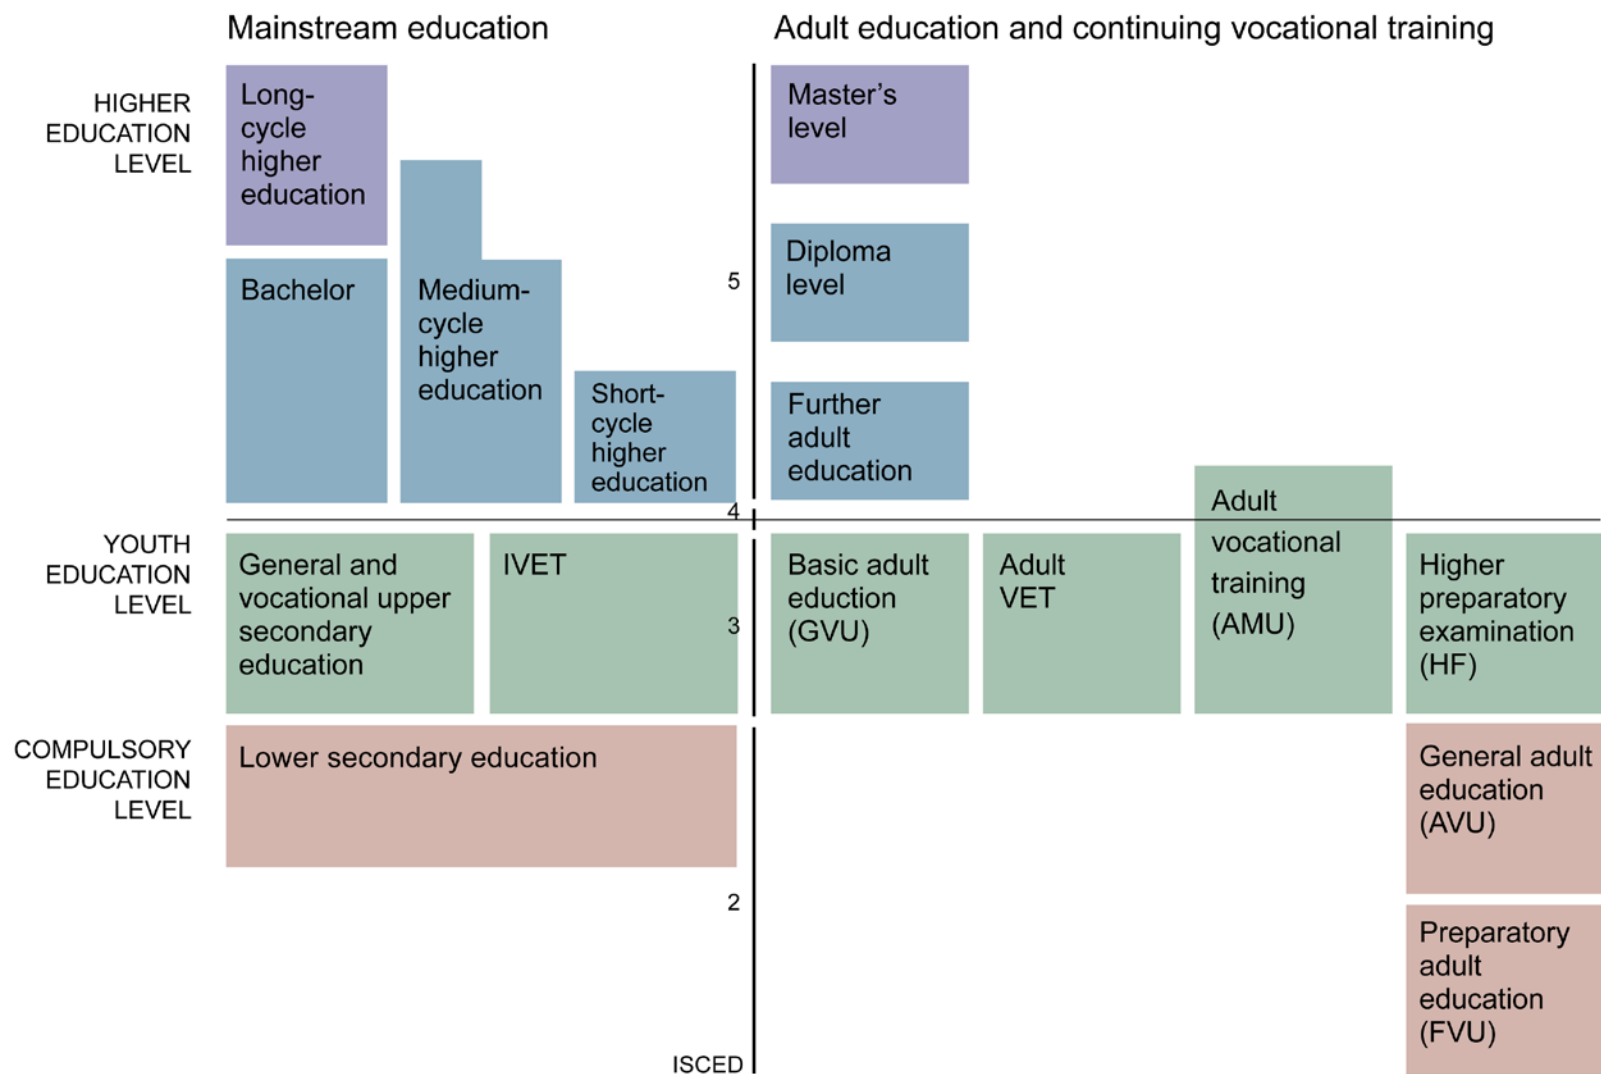 Mainstream education
Adult education and continuing vocational training
HIGHER
EDUCATION
LEVEL
Long-
cycle
higher
education
Bachelor
Medium-
cycle
higher
education
Short-
cycle
higher
education
5
4
Master's
level
Diploma
level
Further
adult
education
YOUTH
EDUCATION
LEVEL
General and
vocational upper
secondary
education
IVET
3
Basic adult
eduction
(GVU)
Adult
VET
Adult
vocational
training
(AMU)
Higher
preparatory
examination
(HF)
COMPULSORY
EDUCATION
LEVEL
Lower secondary education
2
General adult
education
(AVU)
Preparatory
adult
education
(FVU)
ISCED